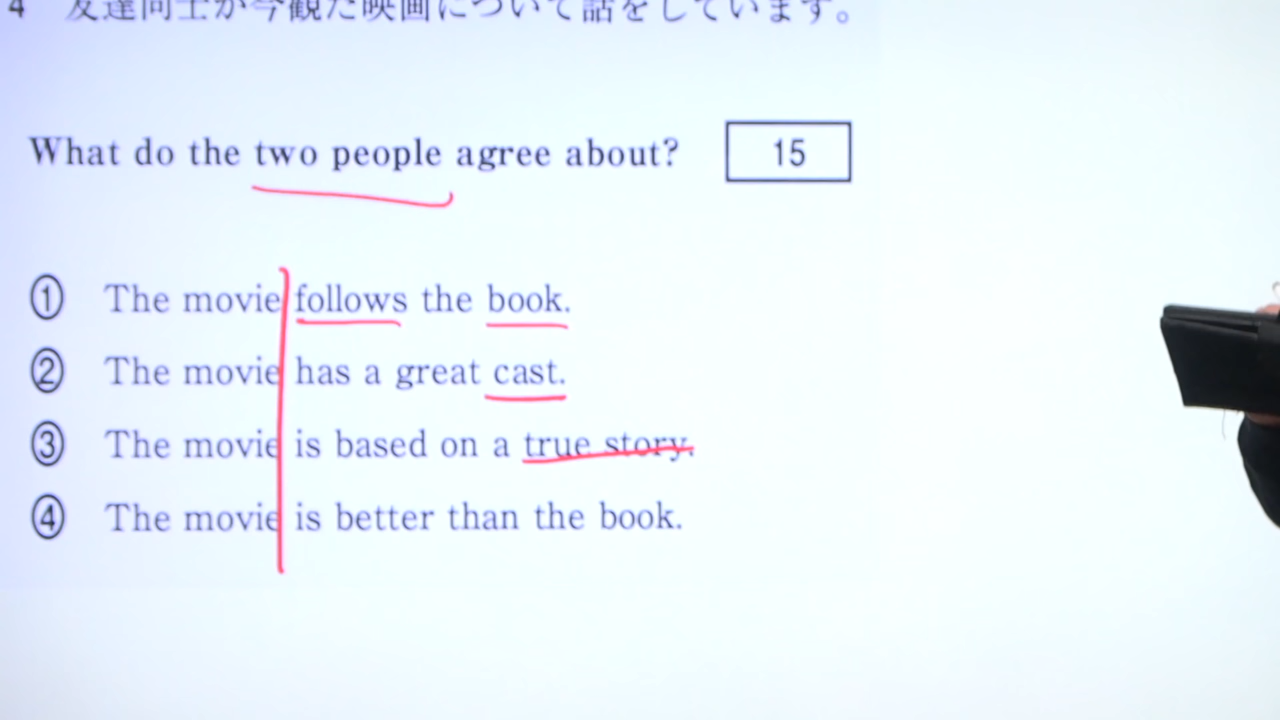 4 友達同士が今観た映画について話をしています。
What do the two people agree about? 15
① The movie follows the book.
② The movie has a great cast.
③ The movie is based on a true story.
④ The movie is better than the book.